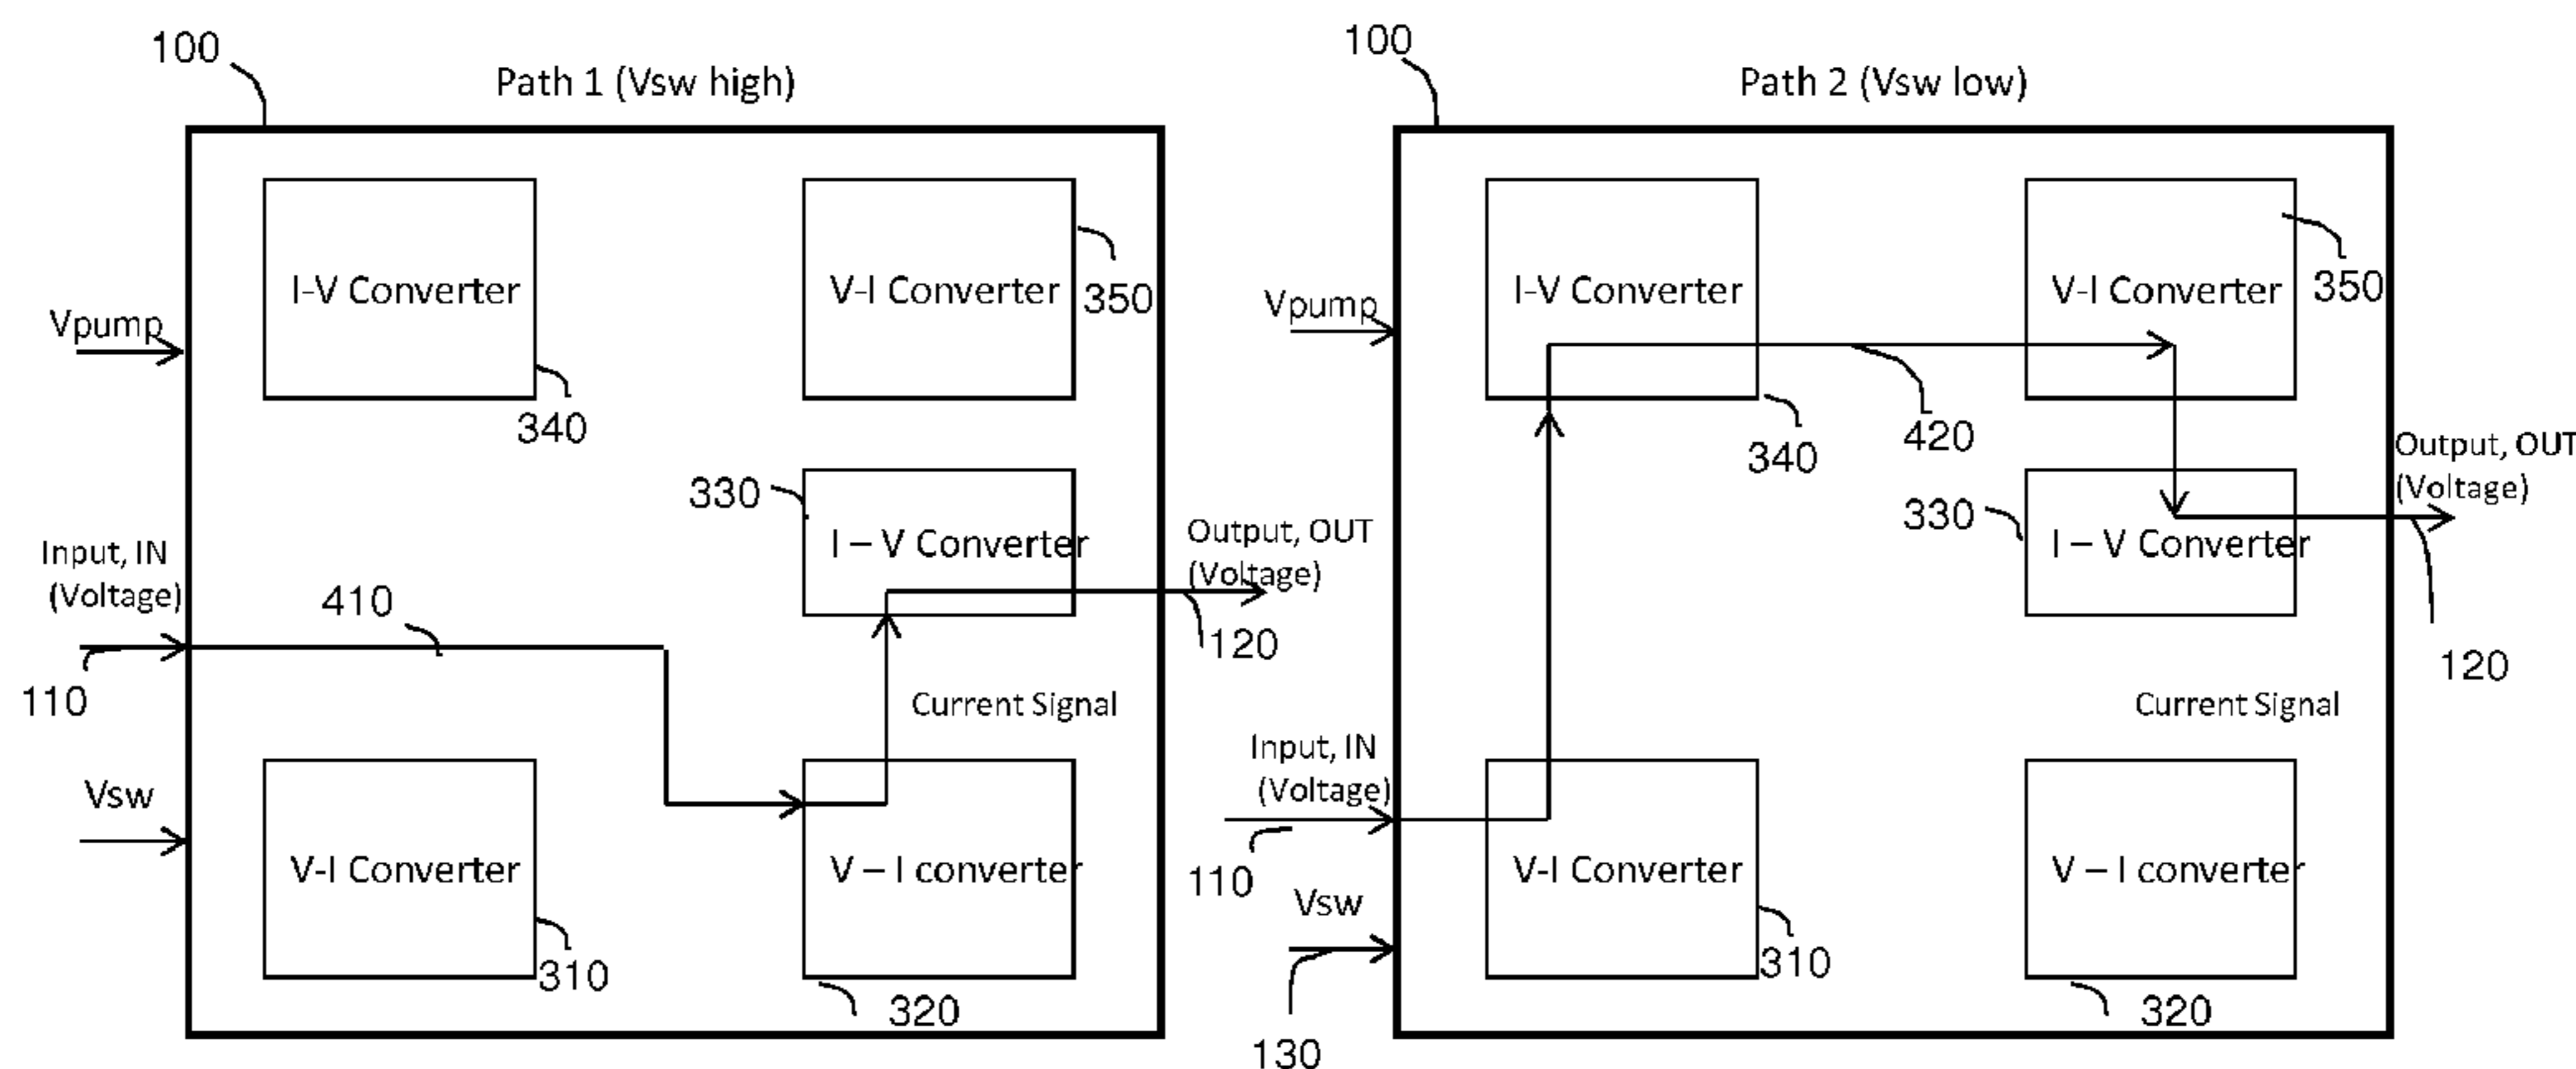 100
Path 1 (Vsw high)
I-V Converter
V-I Converter
350
Vpump
340
330
I – V Converter
Output, OUT
(Voltage)
Input, IN
(Voltage)
410
120
110
Current Signal
Vsw
V-I Converter
V – I converter
310
320
100
Path 2 (Vsw low)
I-V Converter
V-I Converter
350
Vpump
340
420
Output, OUT
(Voltage)
330
I – V Converter
120
Current Signal
Input, IN
(Voltage)
110
V-I Converter
V – I converter
Vsw
310
320
130